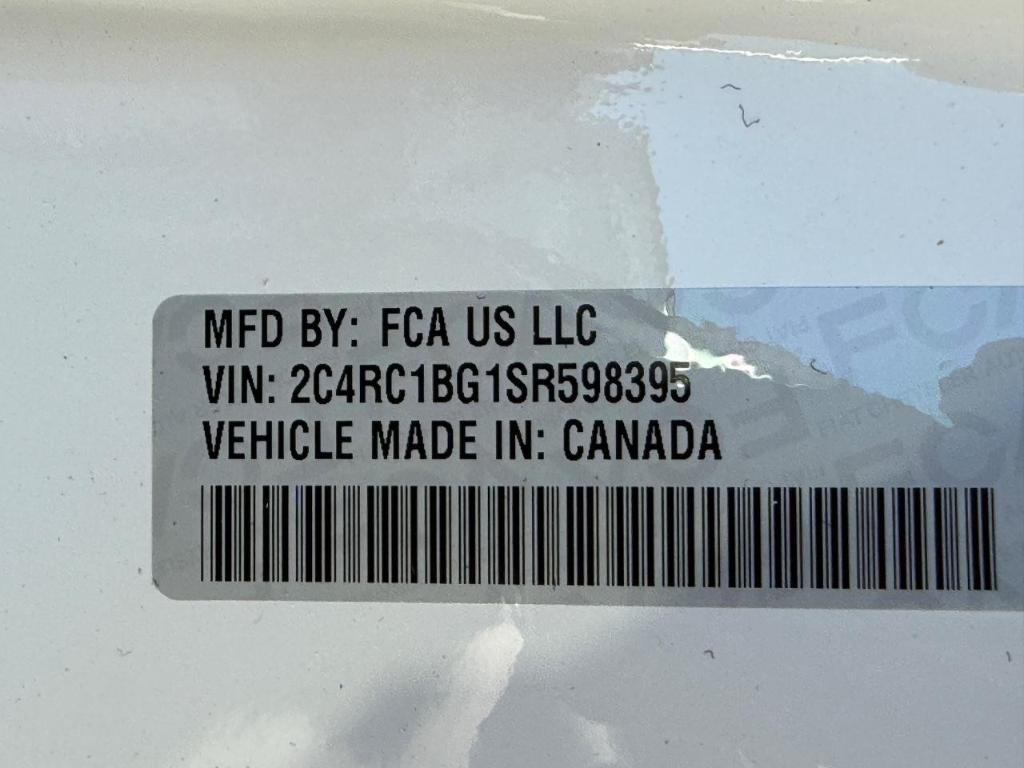 MFD BY: FCA US LLC
VIN: 2C4RC1BG1SR598395
VEHICLE MADE IN: CANADA